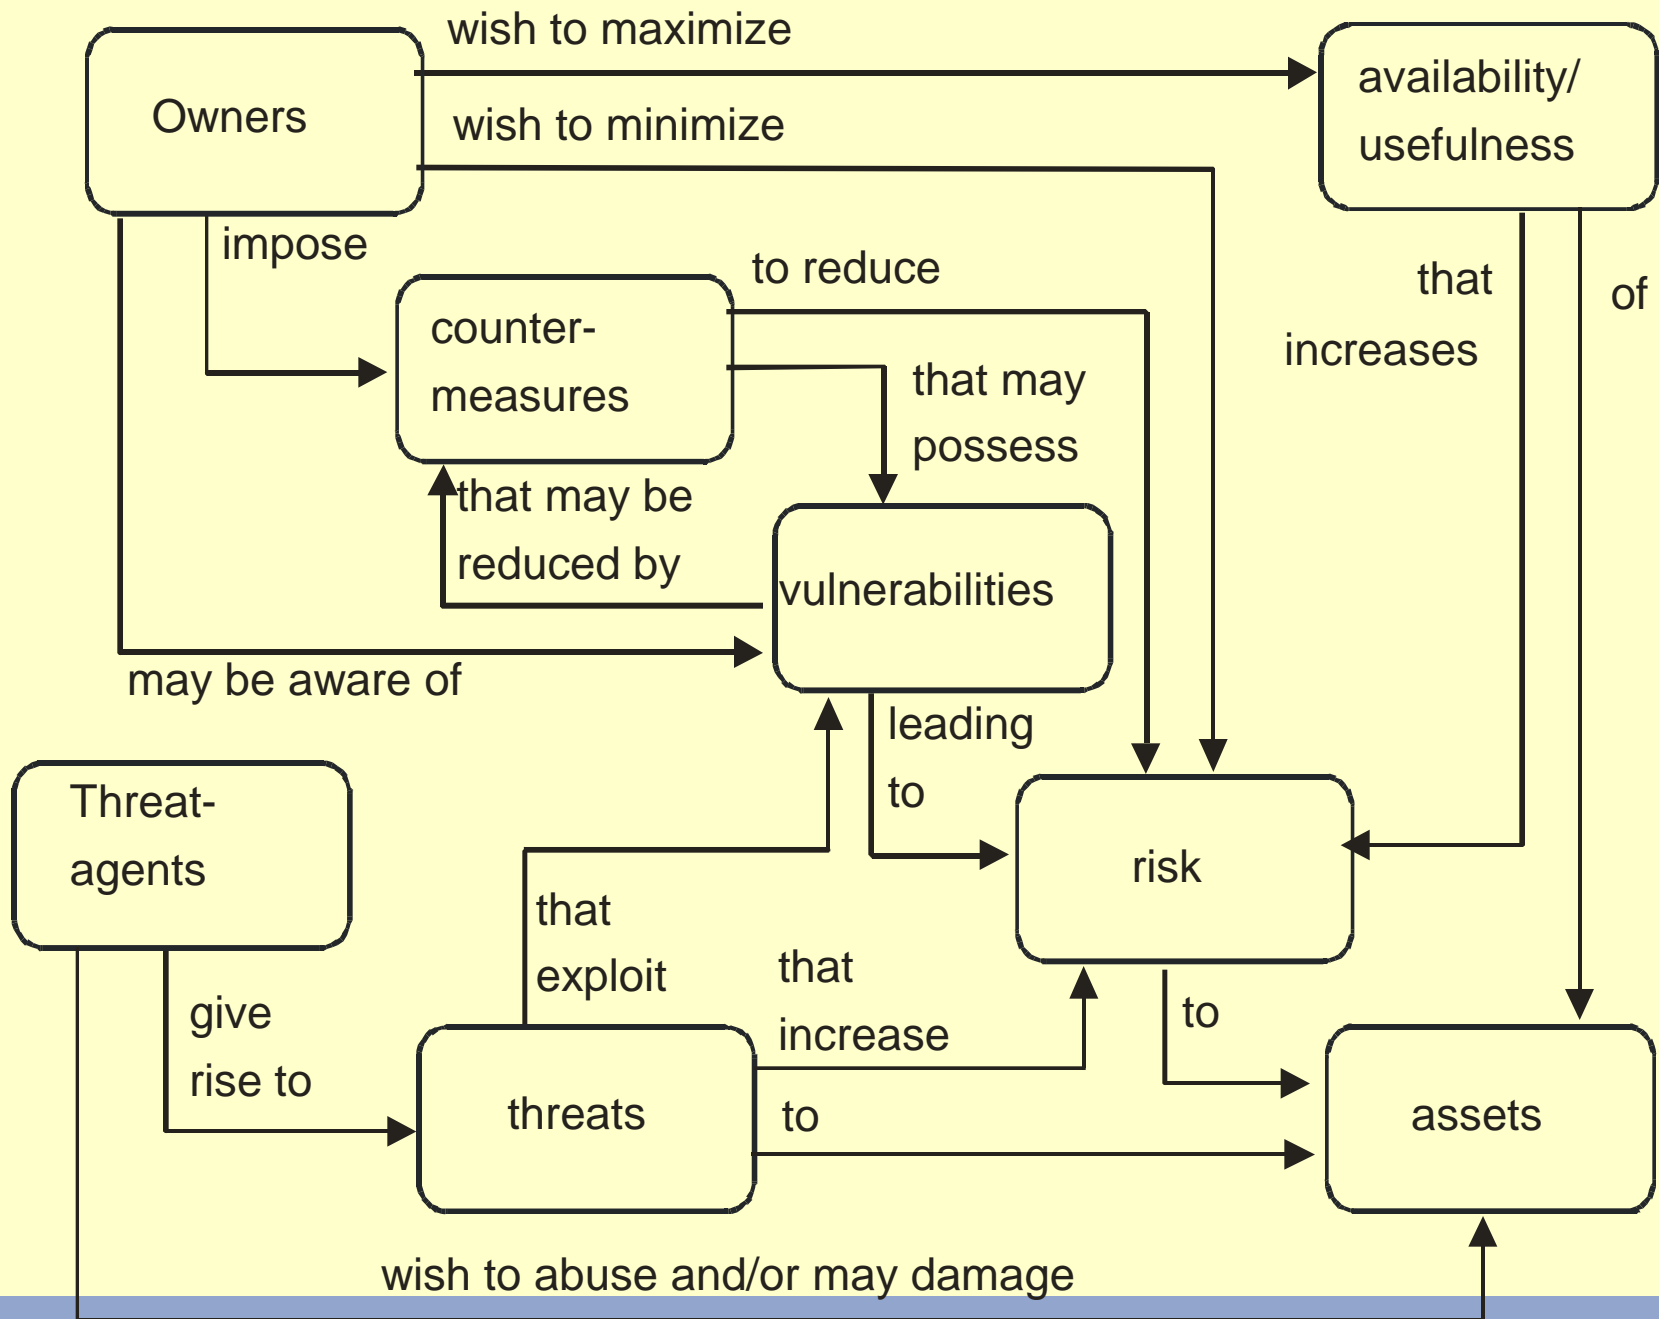 wish to maximize
Owners
availability/
usefulness
wish to minimize
impose
to reduce
that
increases
of
counter-
measures
that may
possess
that may be
reduced by
vulnerabilities
may be aware of
leading
to
Threat-
agents
risk
that
exploit
that
increase
to
give
rise to
threats
to
assets
wish to abuse and/or may damage